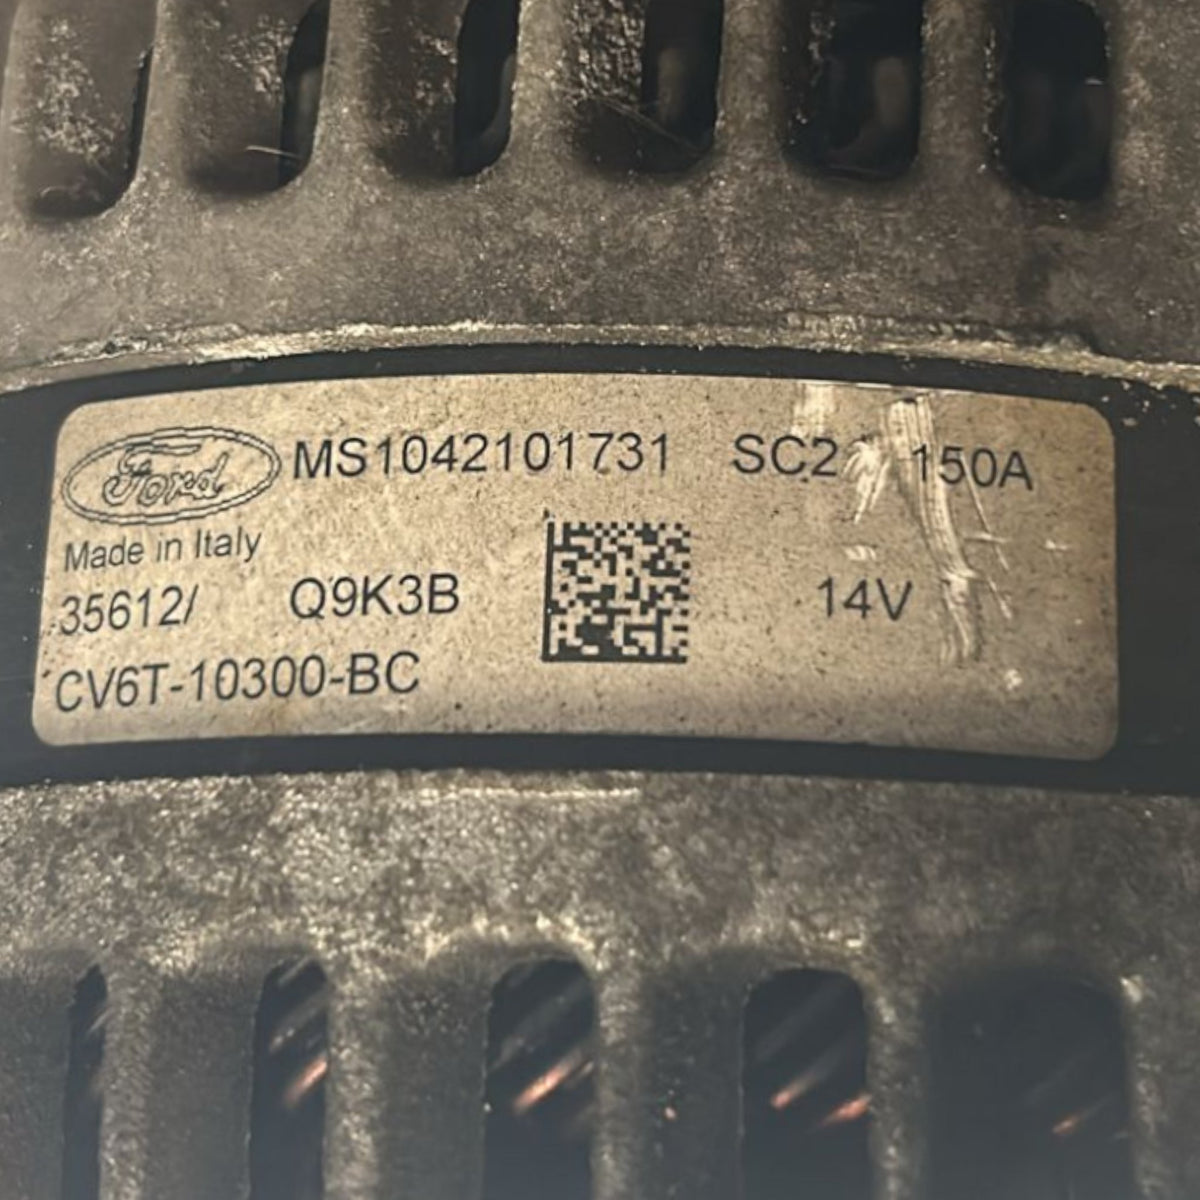 Ford MS1042101731 SC2 150A
Made in Italy
35612/ Q9K3B 14V
CV6T-10300-BC